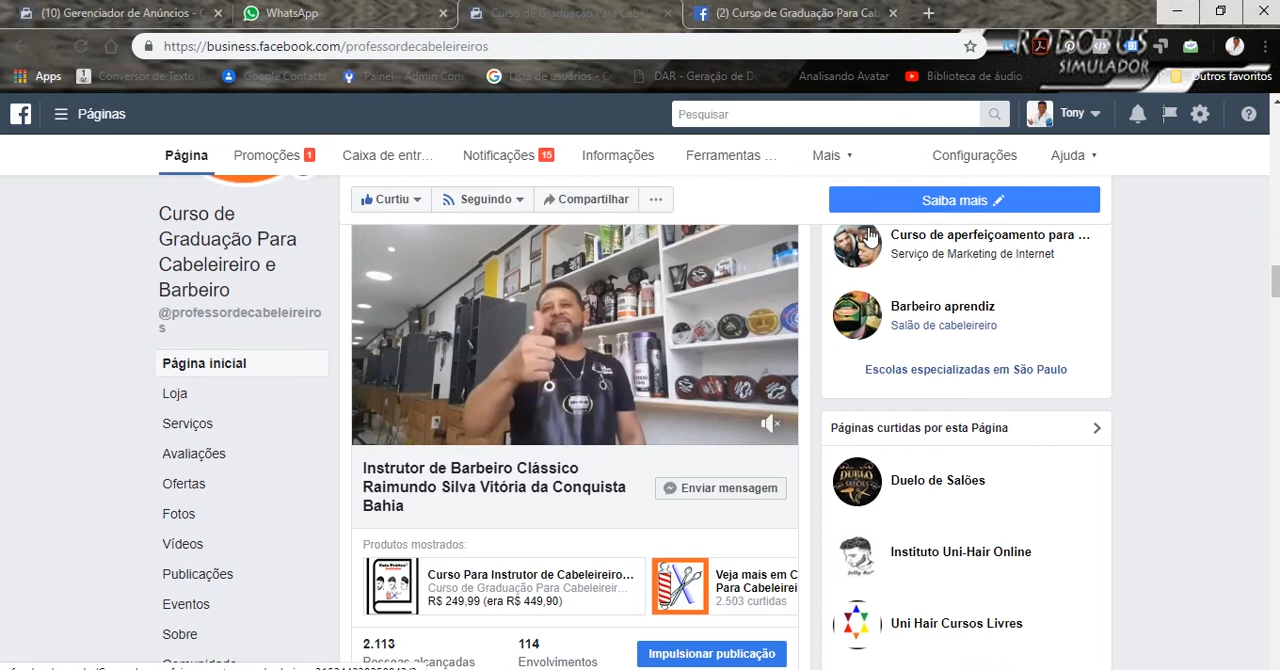 (10) Gerenciador de Anúncios - C
WhatsApp
Curso de Graduação Para Cabel
(2) Curso de Graduação Para Cab
https://business.facebook.com/professordecabeleireiros
RODOBUS
SIMULADOR
Apps
Conversor de Texto
Google Contacts
Painel - Admin Cons
Lista de usuários - C
DAR - Geração de D
Analisando Avatar
Biblioteca de áudio
Outros favoritos
Páginas
Pesquisar
Tony
Página
Promoções 1
Caixa de entr...
Notificações 15
Informações
Ferramentas ...
Mais
Configurações
Ajuda
Curtiu
Seguindo
Compartilhar
Saiba mais
Curso de
Graduação Para
Cabeleireiro e
Barbeiro
@professordecabeleireiro
s
Página inicial
Loja
Serviços
Avaliações
Ofertas
Fotos
Vídeos
Publicações
Eventos
Sobre
Instrutor de Barbeiro Clássico
Raimundo Silva Vitória da Conquista
Bahia
Enviar mensagem
Produtos mostrados:
Curso Para Instrutor de Cabeleireiro...
Curso de Graduação Para Cabeleireir...
R$ 249,99 (era R$ 449,90)
Veja mais em C
Para Cabeleirei
2.503 curtidas
2.113
Pessoas alcançadas
114
Envolvimentos
Impulsionar publicação
Curso de aperfeiçoamento para ...
Serviço de Marketing de Internet
Barbeiro aprendiz
Salão de cabeleireiro
Escolas especializadas em São Paulo
Páginas curtidas por esta Página
DUELO
Duelo de Salões
Instituto Uni-Hair Online
Uni Hair Cursos Livres